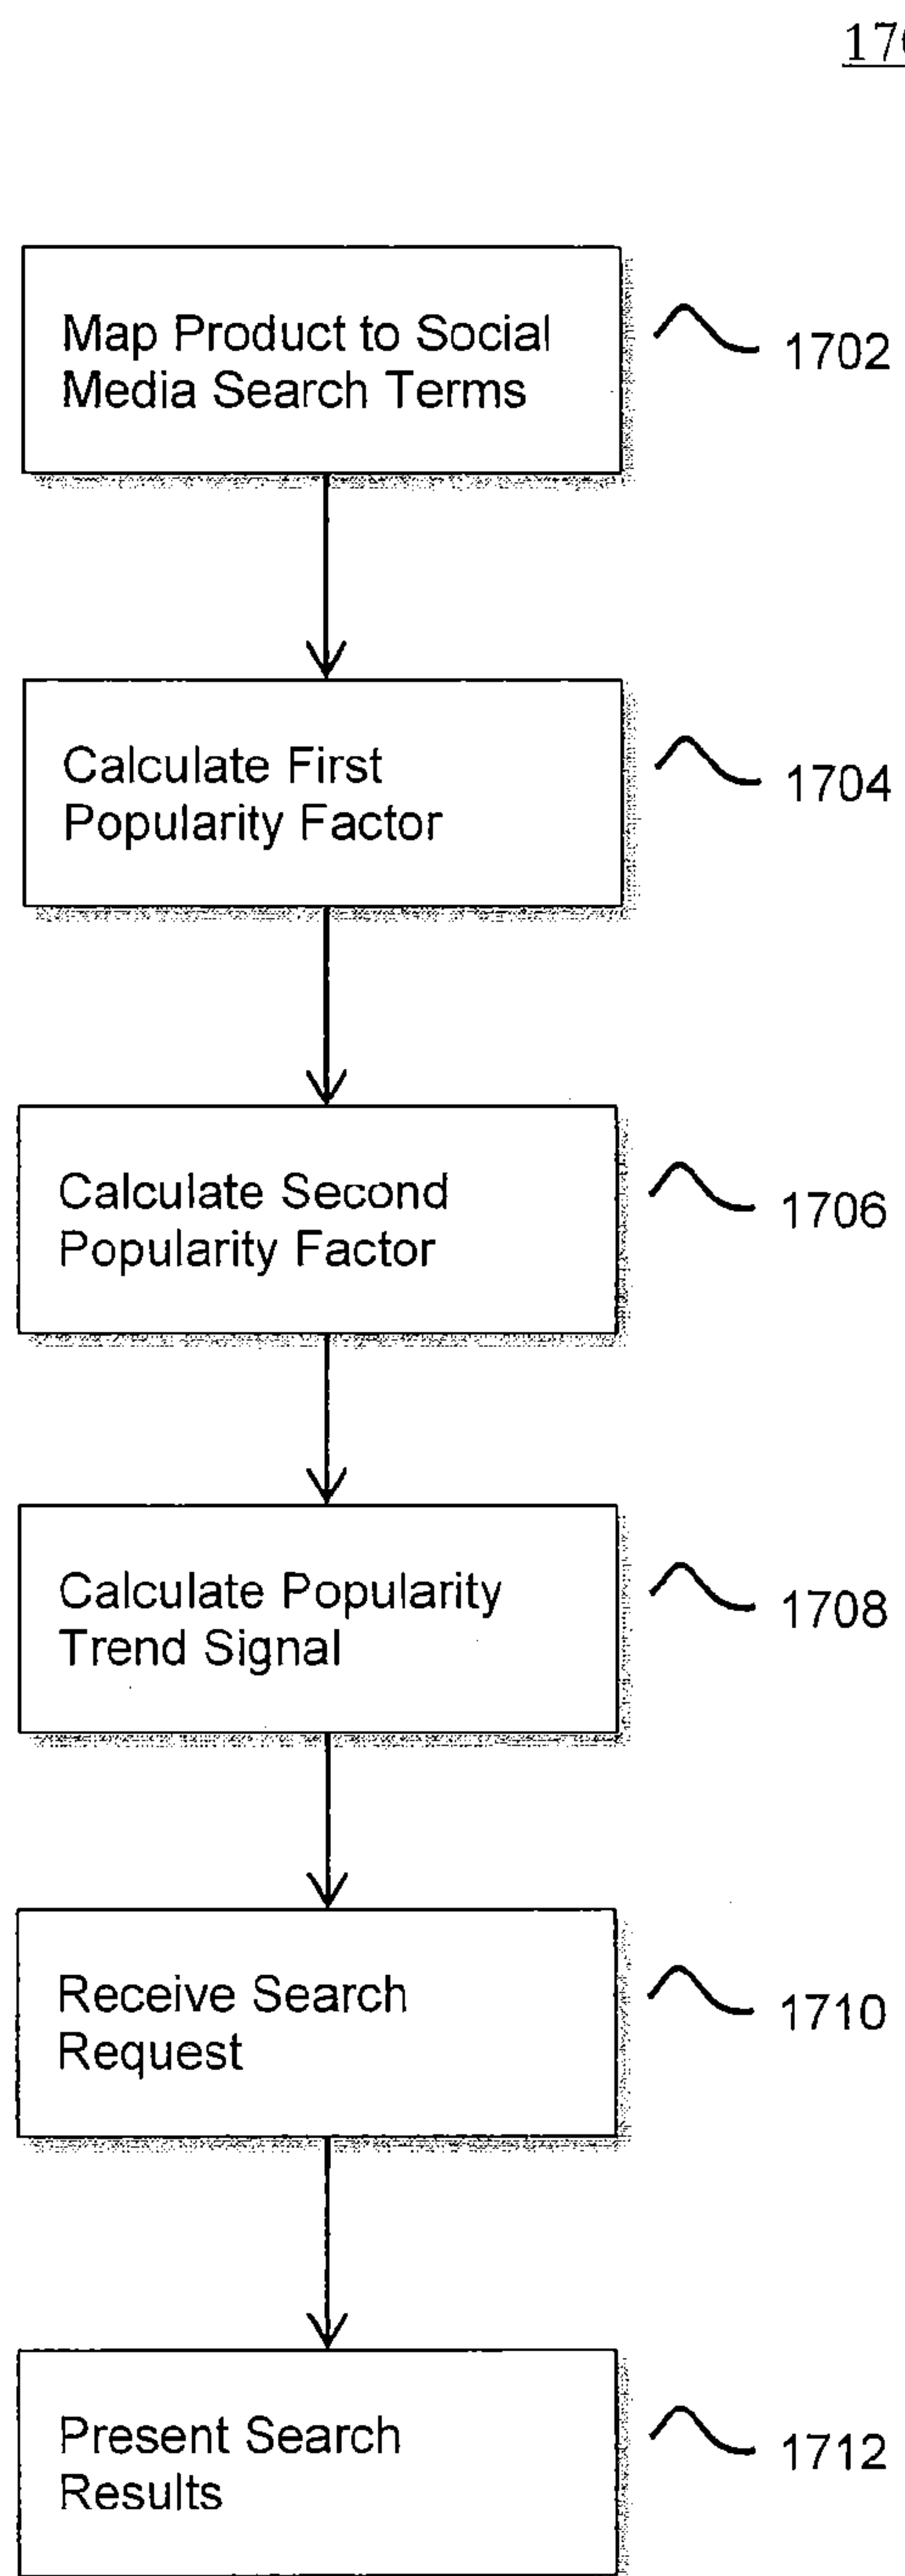 Map Product to Social
Media Search Terms
1702
Calculate First
Popularity Factor
1704
Calculate Second
Popularity Factor
1706
Calculate Popularity
Trend Signal
1708
Receive Search
Request
1710
Present Search
Results
1712